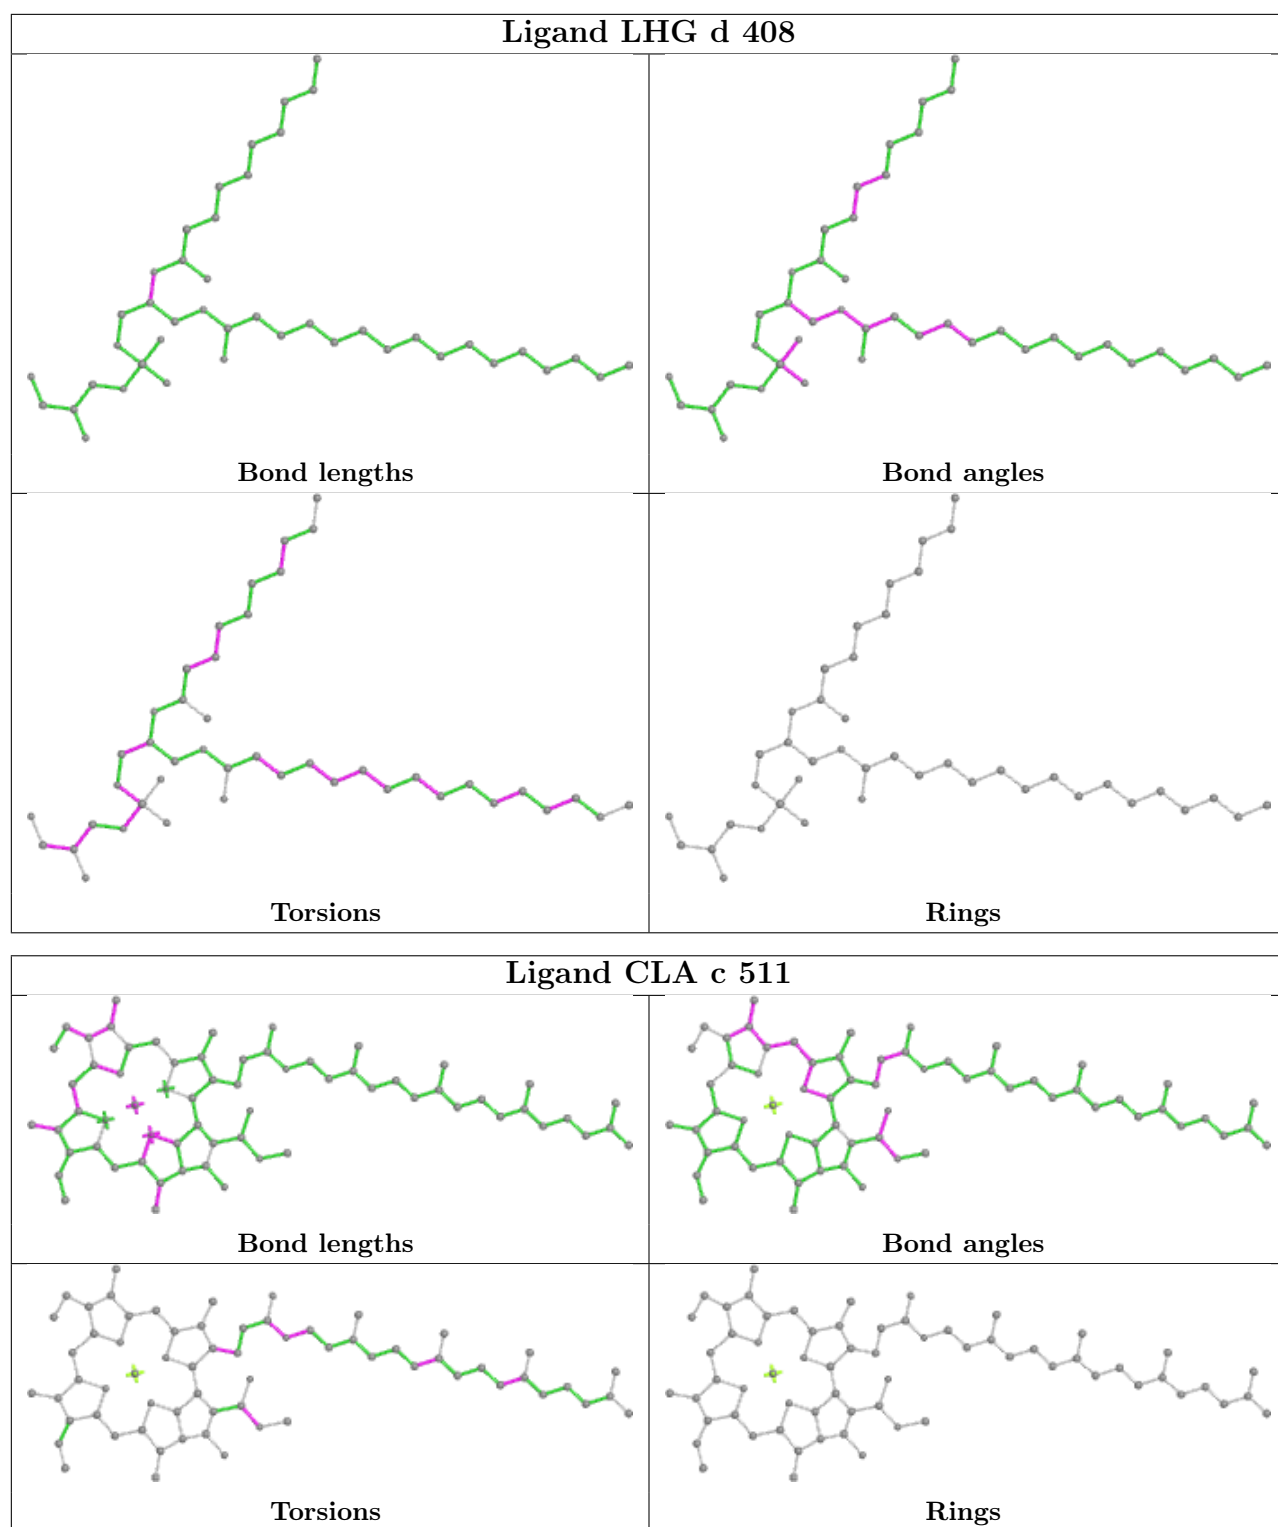 Ligand LHG d 408
Bond lengths
Bond angles
Torsions
Rings
Ligand CLA c 511
Bond lengths
Bond angles
Torsions
Rings